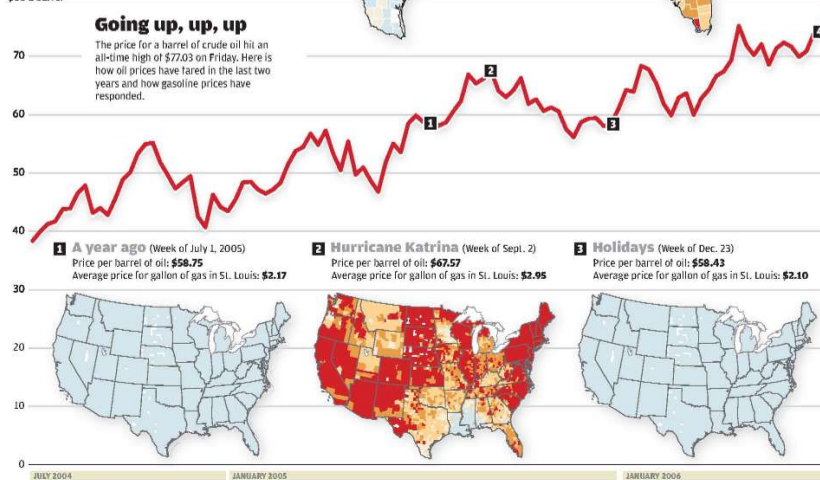 Going up, up, up
The price for a barrel of crude oil hit an
all-time high of $77.03 on Friday. Here is
how oil prices have fared in the last two
years and how gasoline prices have
responded.
70
60
50
40
30
20
10
0
1
2
3
4
1 A year ago (Week of July 1, 2005)
Price per barrel of oil: $58.75
Average price for gallon of gas in St. Louis: $2.17
2 Hurricane Katrina (Week of Sept. 2)
Price per barrel of oil: $67.57
Average price for gallon of gas in St. Louis: $2.95
3 Holidays (Week of Dec. 23)
Price per barrel of oil: $58.43
Average price for gallon of gas in St. Louis: $2.10
JULY 2004
JANUARY 2005
JANUARY 2006